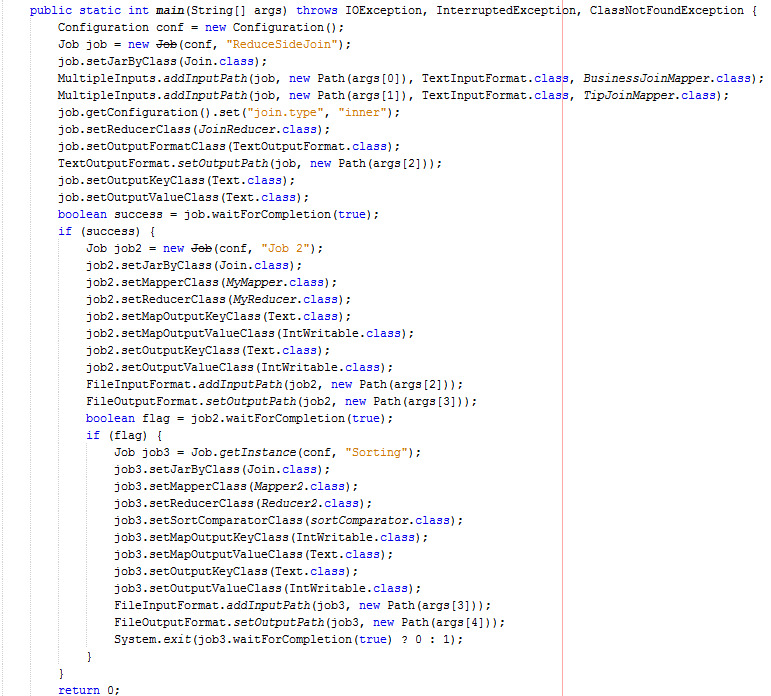 public static int main(String[] args) throws IOException, InterruptedException, ClassNotFoundException {
Configuration conf = new Configuration();
Job job = new Job(conf, "ReduceSideJoin");
job.setJarByClass(Join.class);
MultipleInputs.addInputPath(job, new Path(args[0]), TextInputFormat.class, BusinessJoinMapper.class);
MultipleInputs.addInputPath(job, new Path(args[1]), TextInputFormat.class, TipJoinMapper.class);
job.getConfiguration().set("join.type", "inner");
job.setReducerClass(JoinReducer.class);
job.setOutputFormatClass(TextOutputFormat.class);
TextOutputFormat.setOutputPath(job, new Path(args[2]));
job.setOutputKeyClass(Text.class);
job.setOutputValueClass(Text.class);
boolean success = job.waitForCompletion(true);
if (success) {
Job job2 = new Job(conf, "Job 2");
job2.setJarByClass(Join.class);
job2.setMapperClass(MyMapper.class);
job2.setReducerClass(MyReducer.class);
job2.setMapOutputKeyClass(Text.class);
job2.setMapOutputValueClass(IntWritable.class);
job2.setOutputKeyClass(Text.class);
job2.setOutputValueClass(IntWritable.class);
FileInputFormat.addInputPath(job2, new Path(args[2]));
FileOutputFormat.setOutputPath(job2, new Path(args[3]));
boolean flag = job2.waitForCompletion(true);
if (flag) {
Job job3 = Job.getInstance(conf, "Sorting");
job3.setJarByClass(Join.class);
job3.setMapperClass(Mapper2.class);
job3.setReducerClass(Reducer2.class);
job3.setSortComparatorClass(sortComparator.class);
job3.setMapOutputKeyClass(IntWritable.class);
job3.setMapOutputValueClass(Text.class);
job3.setOutputKeyClass(Text.class);
job3.setOutputValueClass(IntWritable.class);
FileInputFormat.addInputPath(job3, new Path(args[3]));
FileOutputFormat.setOutputPath(job3, new Path(args[4]));
System.exit(job3.waitForCompletion(true) ? 0 : 1);
}
}
return 0;